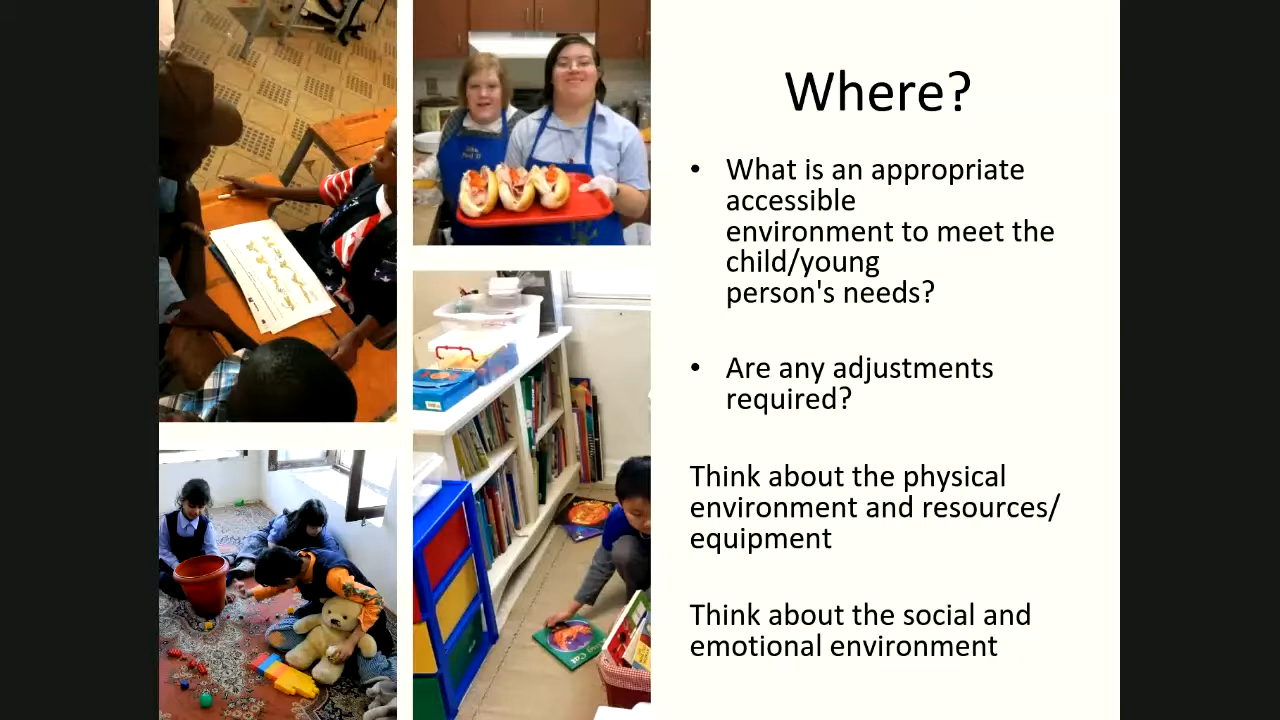 Where?
• What is an appropriate
accessible
environment to meet the
child/young
person's needs?
• Are any adjustments
required?
Think about the physical
environment and resources/
equipment
Think about the social and
emotional environment